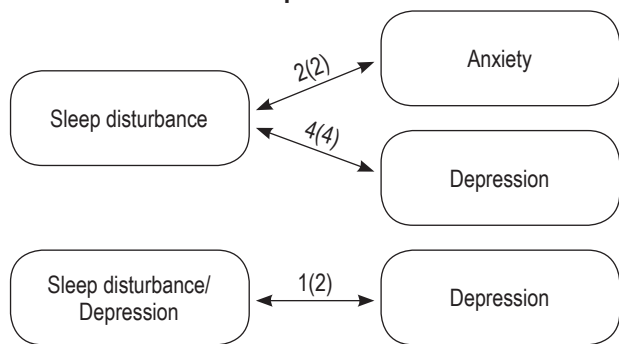 2(2)
Anxiety
Sleep disturbance
4(4)
Depression
Sleep disturbance/
Depression
1(2)
Depression